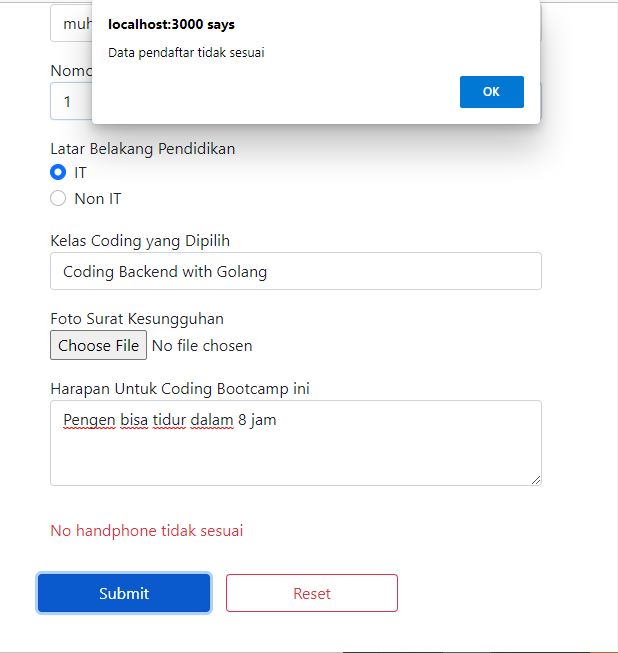 localhost:3000 says
Data pendaftar tidak sesuai
OK
muh
Nomo
1
Latar Belakang Pendidikan
IT
Non IT
Kelas Coding yang Dipilih
Coding Backend with Golang
Foto Surat Kesungguhan
Choose File No file chosen
Harapan Untuk Coding Bootcamp ini
Pengen bisa tidur dalam 8 jam
No handphone tidak sesuai
Submit Reset